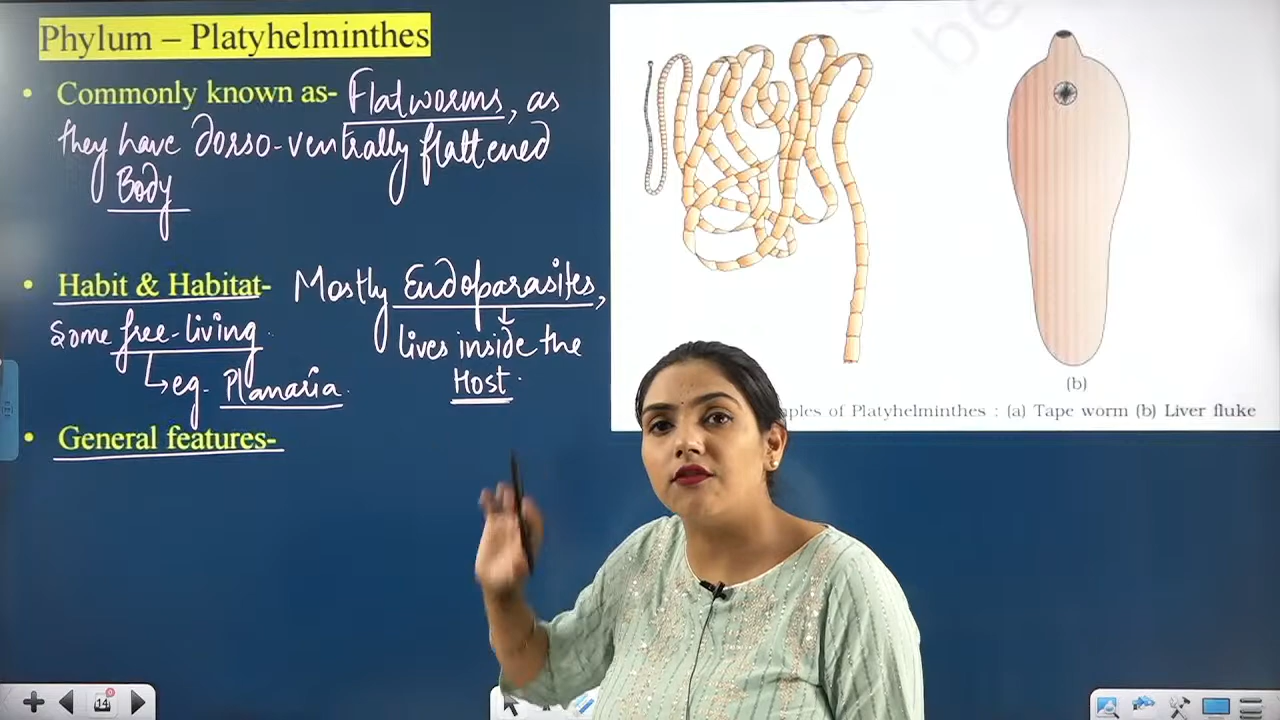 Phylum – Platyhelminthes
• Commonly known as- Flatworms, as
they have dorso-ventrally flattened
Body
• Habit & Habitat- Mostly Endoparasites,
lives inside the
Host.
Some free-living
eg. Planaria.
• General features-
(b)
ples of Platyhelminthes : (a) Tape worm (b) Liver fluke
14